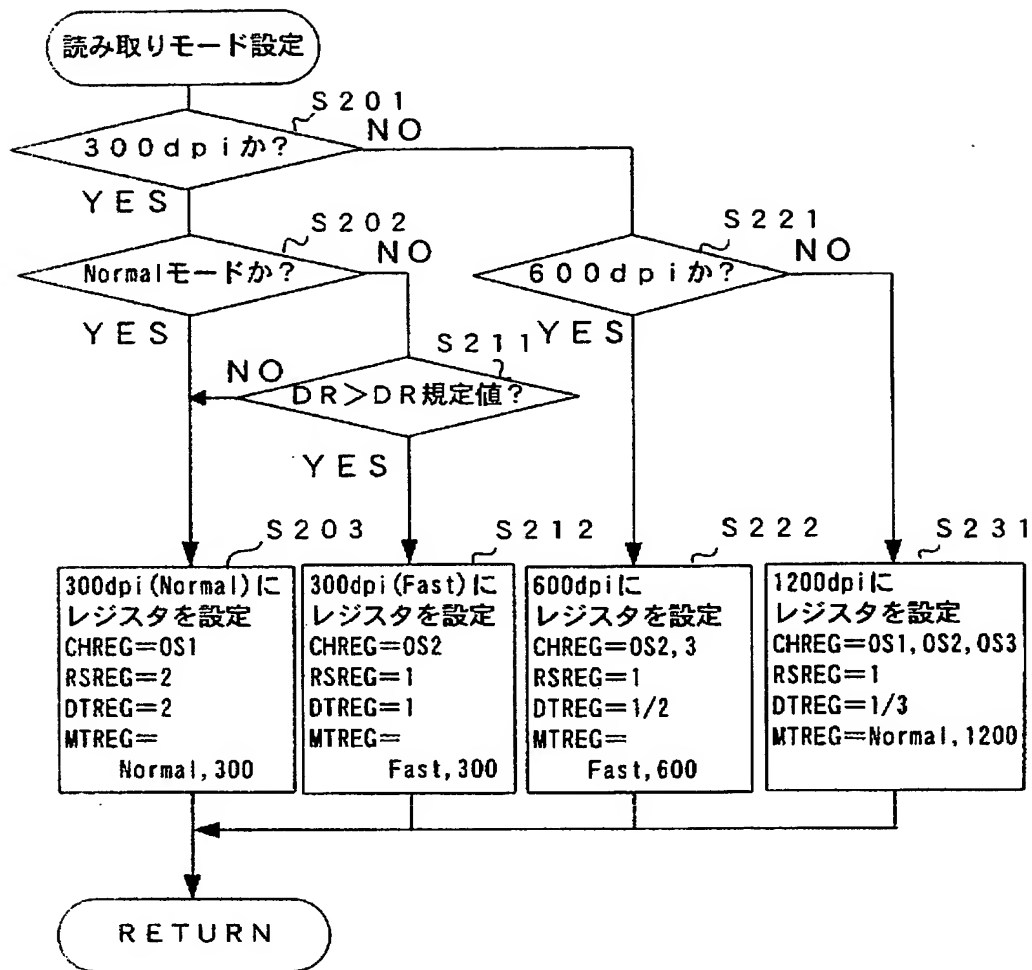 読み取りモード設定
S201
300dpiか?
NO
YES
S202
Normalモードか?
NO
YES
S221
600dpiか?
NO
YES
S211
DR>DR規定値?
NO
YES
S203
300dpi(Normal)に
レジスタを設定
CHREG=OS1
RSREG=2
DTREG=2
MTREG=
Normal,300
S212
300dpi(Fast)に
レジスタを設定
CHREG=OS2
RSREG=1
DTREG=1
MTREG=
Fast,300
S222
600dpiに
レジスタを設定
CHREG=OS2,3
RSREG=1
DTREG=1/2
MTREG=
Fast,600
S231
1200dpiに
レジスタを設定
CHREG=OS1,OS2,OS3
RSREG=1
DTREG=1/3
MTREG=Normal,1200
RETURN